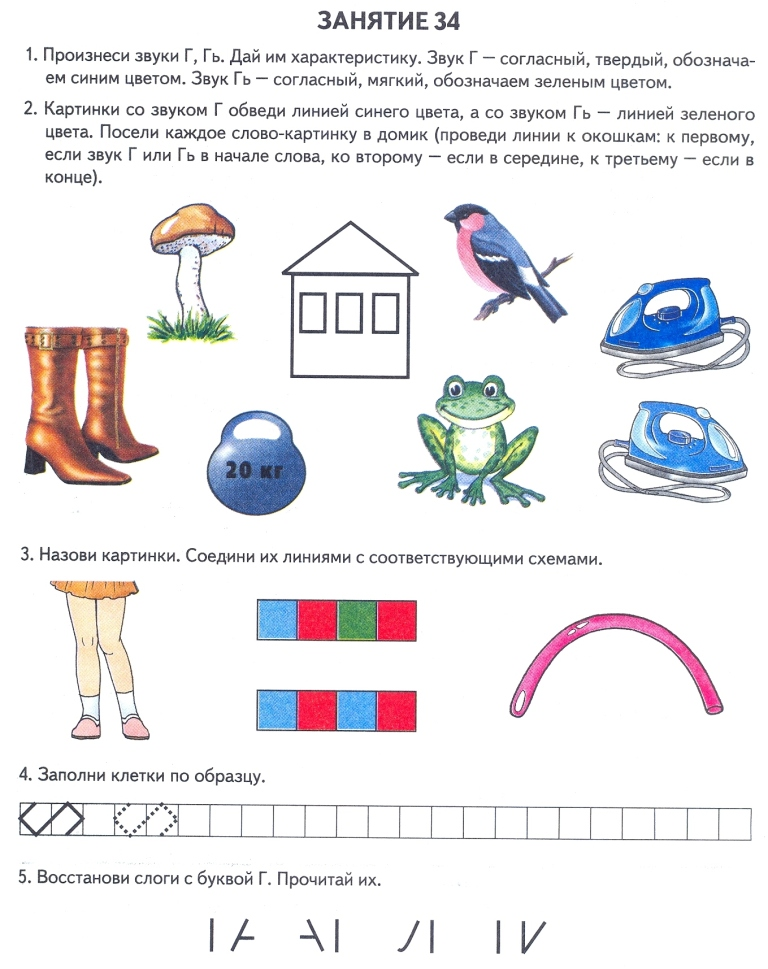 ЗАНЯТИЕ 34
1. Произнеси звуки Г, Гь. Дай им характеристику. Звук Г — согласный, твердый, обознача-
ем синим цветом. Звук Гь — согласный, мягкий, обозначаем зеленым цветом.
2. Картинки со звуком Г обведи линией синего цвета, а со звуком Гь — линией зеленого
цвета. Посели каждое слово-картинку в домик (проведи линии к окошкам: к первому,
если звук Г или Гь в начале слова, ко второму — если в середине, к третьему — если в
конце).
20 кг
3. Назови картинки. Соедини их линиями с соответствующими схемами.
4. Заполни клетки по образцу.
5. Восстанови слоги с буквой Г. Прочитай их.